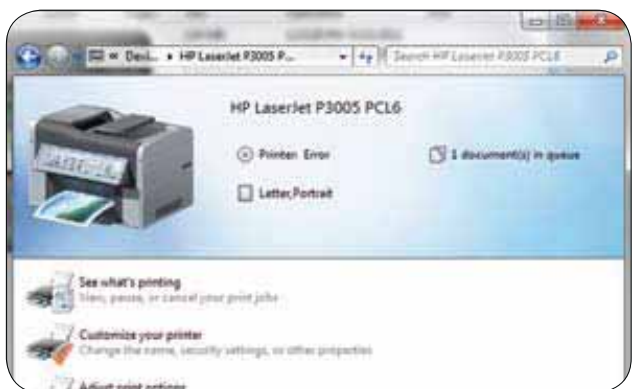 « Devi... ▸ HP LaserJet P3005 P...
Search HP LaserJet P3005 PCL6
HP LaserJet P3005 PCL6
Printer: Error
1 document(s) in queue
Letter, Portrait
See what's printing
View, pause, or cancel your print jobs
Customize your printer
Change the name, security settings, or other properties
Adjust print options